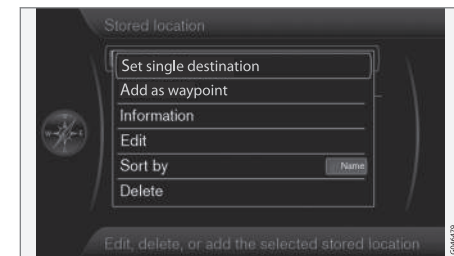 Stored location
Set single destination
Add as waypoint
Information
Edit
Sort by Name
Delete
Edit, delete, or add the selected stored location
G046479